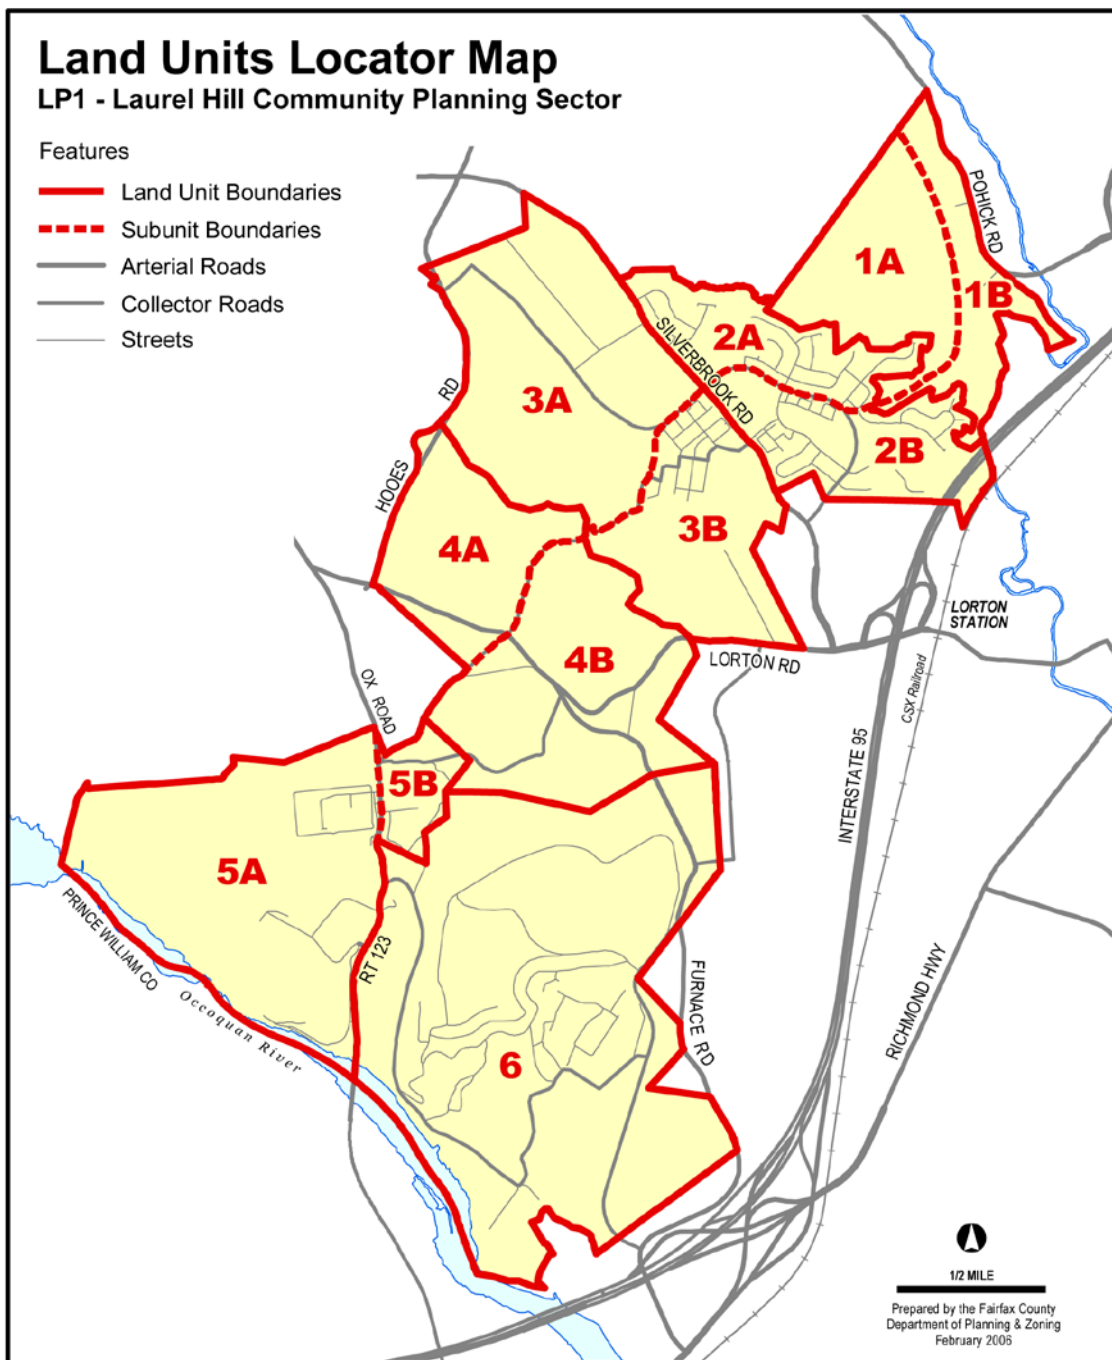 Land Units Locator Map
LP1 - Laurel Hill Community Planning Sector
Features
Land Unit Boundaries
Subunit Boundaries
Arterial Roads
Collector Roads
Streets
POHICK RD
1A
1B
SILVERBROOK RD
2A
2B
3A
HOOES
RD
3B
4A
LORTON
STATION
4B
LORTON RD
OX ROAD
CSX Railroad
INTERSTATE 95
5B
5A
PRINCE WILLIAM CO
Occoquan River
RT 123
FURNACE RD
RICHMOND HWY
6
1/2 MILE
Prepared by the Fairfax County
Department of Planning & Zoning
February 2006